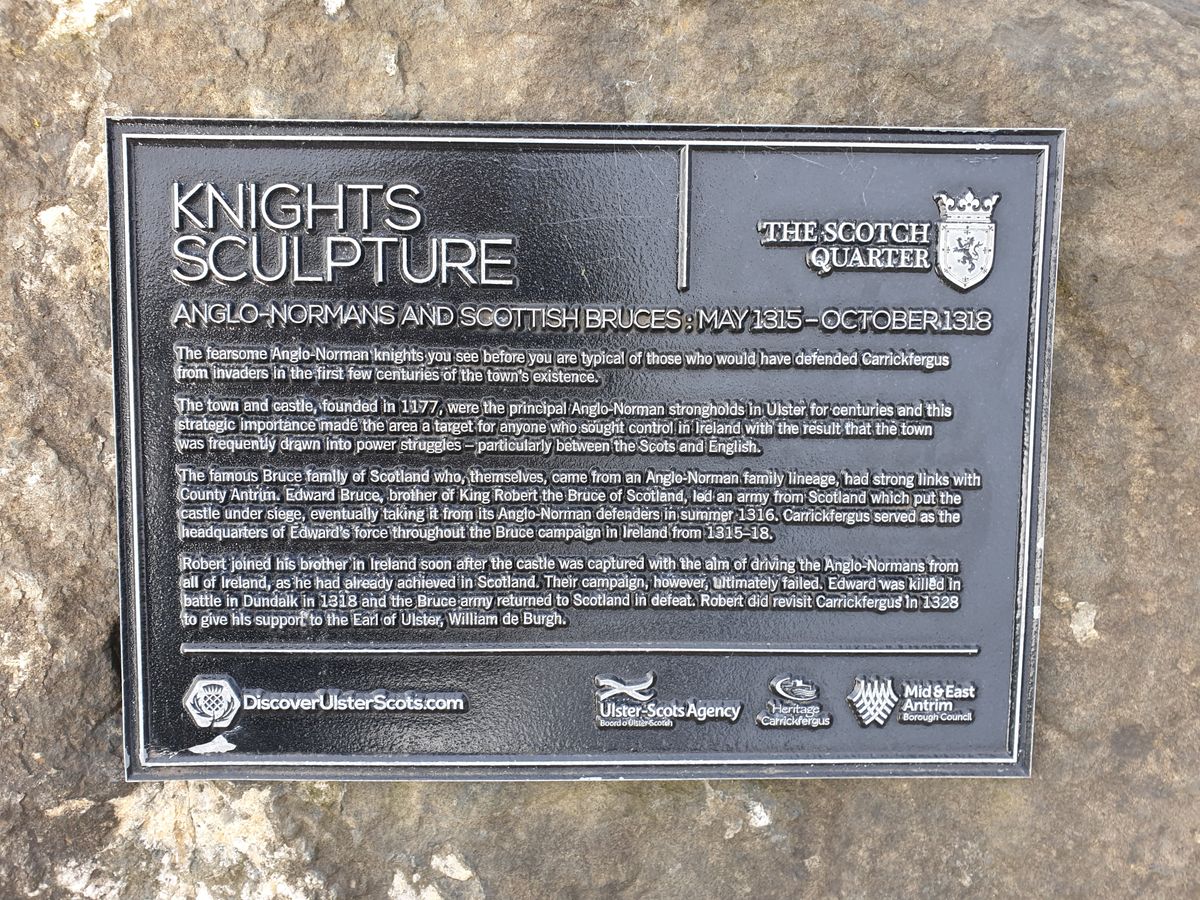 KNIGHTS
SCULPTURE
THE SCOTCH
QUARTER
ANGLO-NORMANS AND SCOTTISH BRUCES : MAY 1315 – OCTOBER 1318
The fearsome Anglo-Norman knights you see before you are typical of those who would have defended Carrickfergus
from invaders in the first few centuries of the town's existence.
The town and castle, founded in 1177, were the principal Anglo-Norman strongholds in Ulster for centuries and this
strategic importance made the area a target for anyone who sought control in Ireland with the result that the town
was frequently drawn into power struggles – particularly between the Scots and English.
The famous Bruce family of Scotland who, themselves, came from an Anglo-Norman family lineage, had strong links with
County Antrim. Edward Bruce, brother of King Robert the Bruce of Scotland, led an army from Scotland which put the
castle under siege, eventually taking it from its Anglo-Norman defenders in summer 1316. Carrickfergus served as the
headquarters of Edward's force throughout the Bruce campaign in Ireland from 1315–18.
Robert joined his brother in Ireland soon after the castle was captured with the aim of driving the Anglo-Normans from
all of Ireland, as he had already achieved in Scotland. Their campaign, however, ultimately failed. Edward was killed in
battle in Dundalk in 1318 and the Bruce army returned to Scotland in defeat. Robert did revisit Carrickfergus in 1328
to give his support to the Earl of Ulster, William de Burgh.
DiscoverUlsterScots.com
Ulster-Scots Agency
Boord o Ulstèr-Scotch
Heritage
Carrickfergus
Mid & East
Antrim
Borough Council